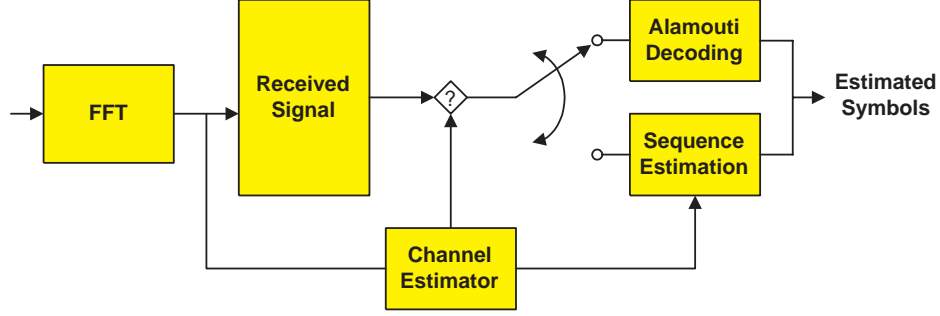 FFT
Received
Signal
?
Alamouti
Decoding
Sequence
Estimation
Estimated
Symbols
Channel
Estimator